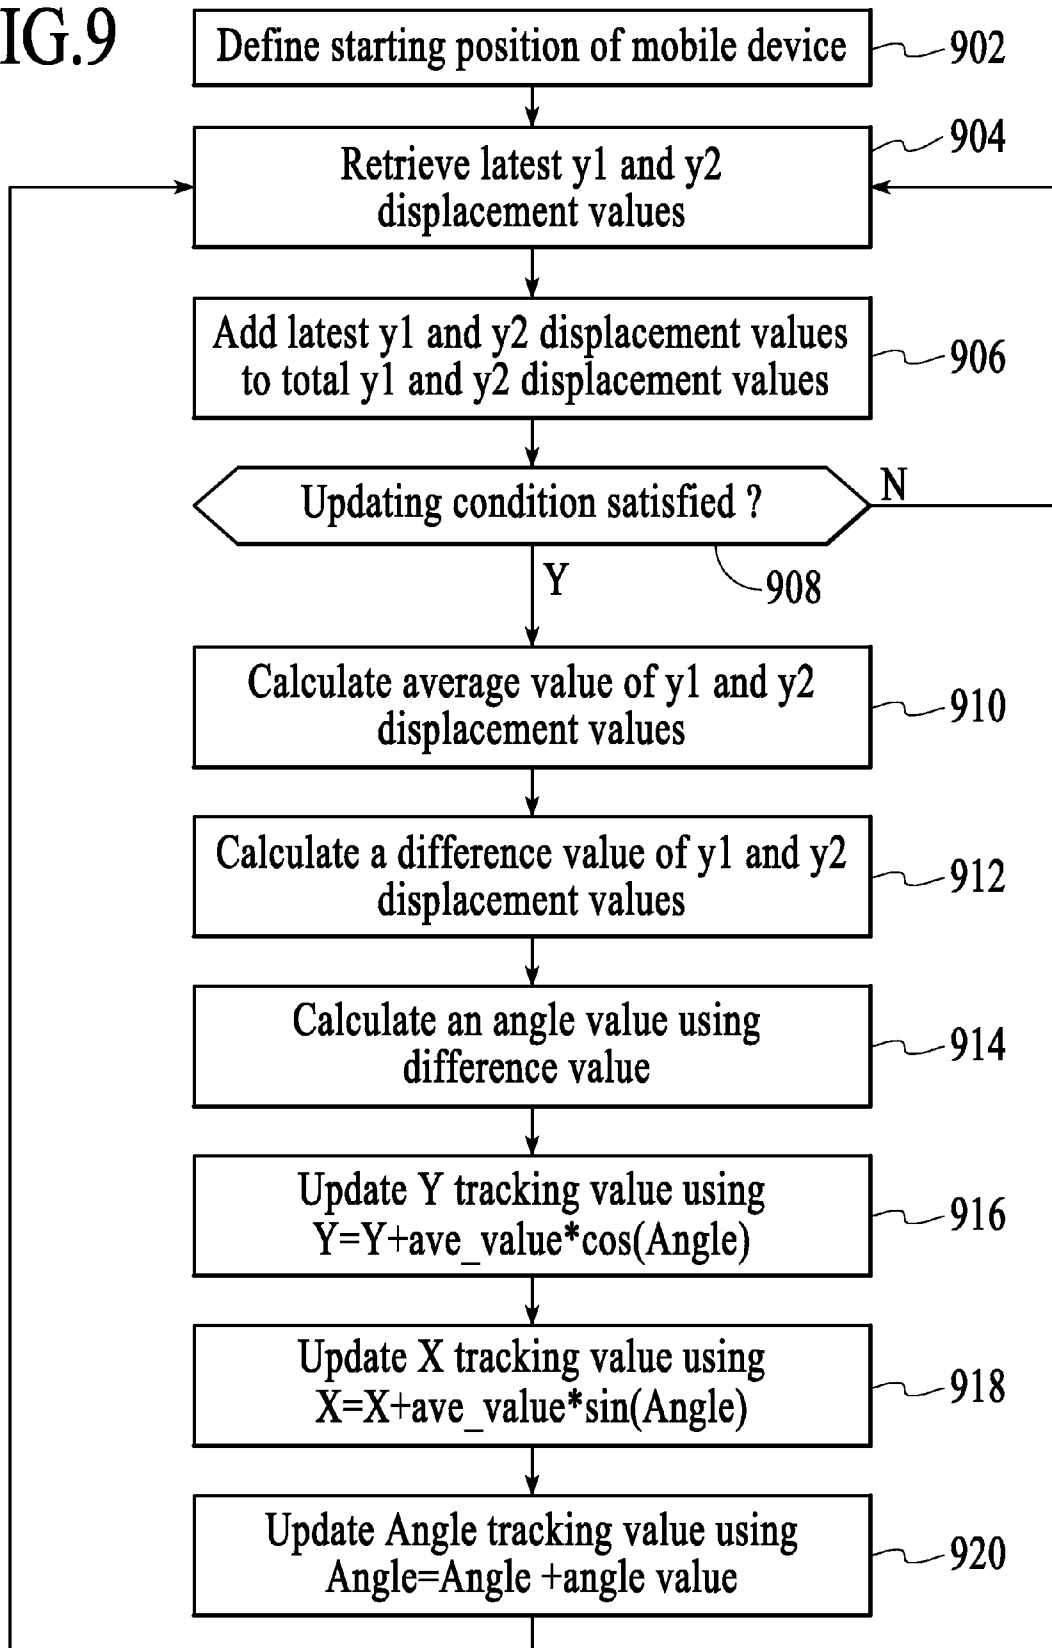 IG.9
Define starting position of mobile device
902
Retrieve latest y1 and y2
displacement values
904
Add latest y1 and y2 displacement values
to total y1 and y2 displacement values
906
Updating condition satisfied ?
N
Y
908
Calculate average value of y1 and y2
displacement values
910
Calculate a difference value of y1 and y2
displacement values
912
Calculate an angle value using
difference value
914
Update Y tracking value using
Y=Y+ave_value*cos(Angle)
916
Update X tracking value using
X=X+ave_value*sin(Angle)
918
Update Angle tracking value using
Angle=Angle +angle value
920